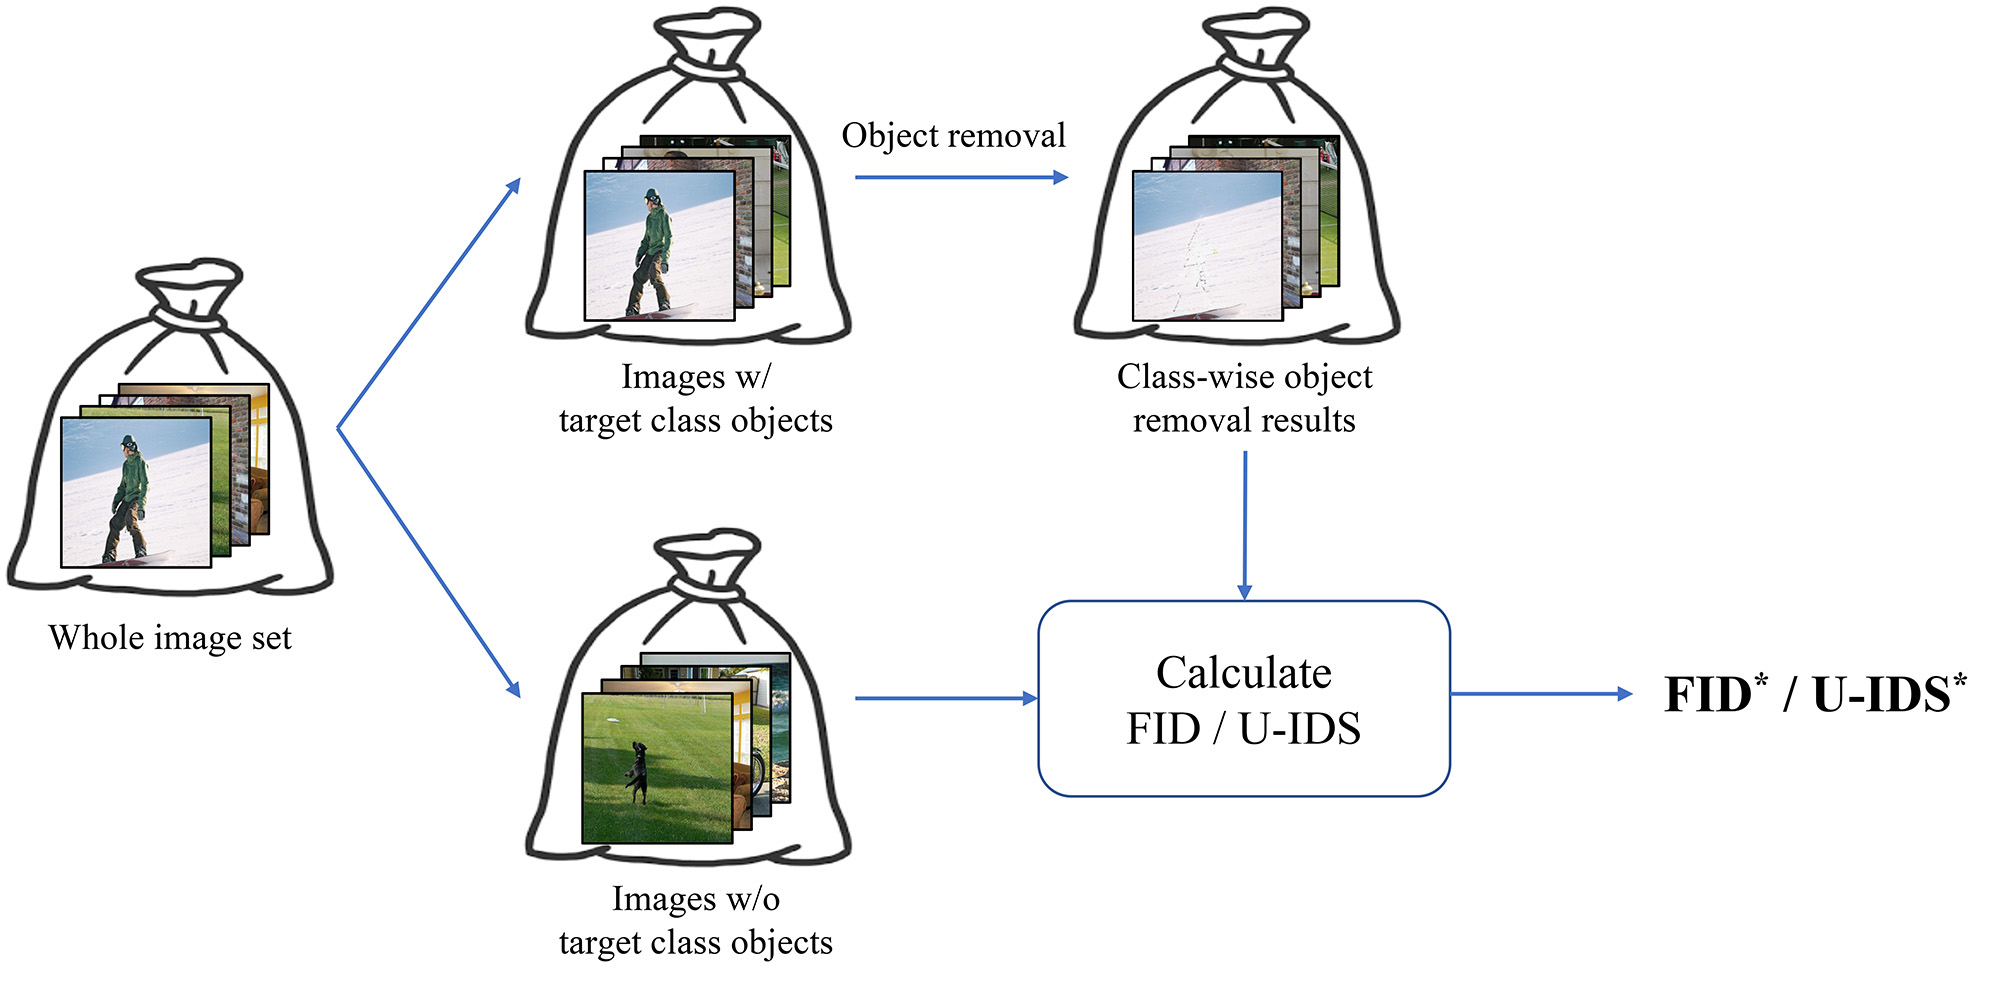 Object removal
Images w/
target class objects
Class-wise object
removal results
Whole image set
Calculate
FID / U-IDS
FID* / U-IDS*
Images w/o
target class objects